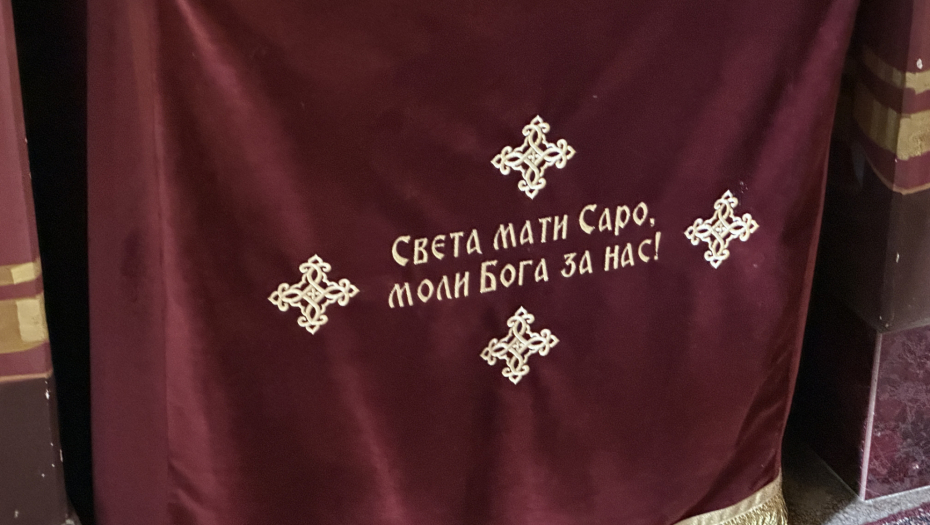 Света мати Саро,
моли Бога за нас!